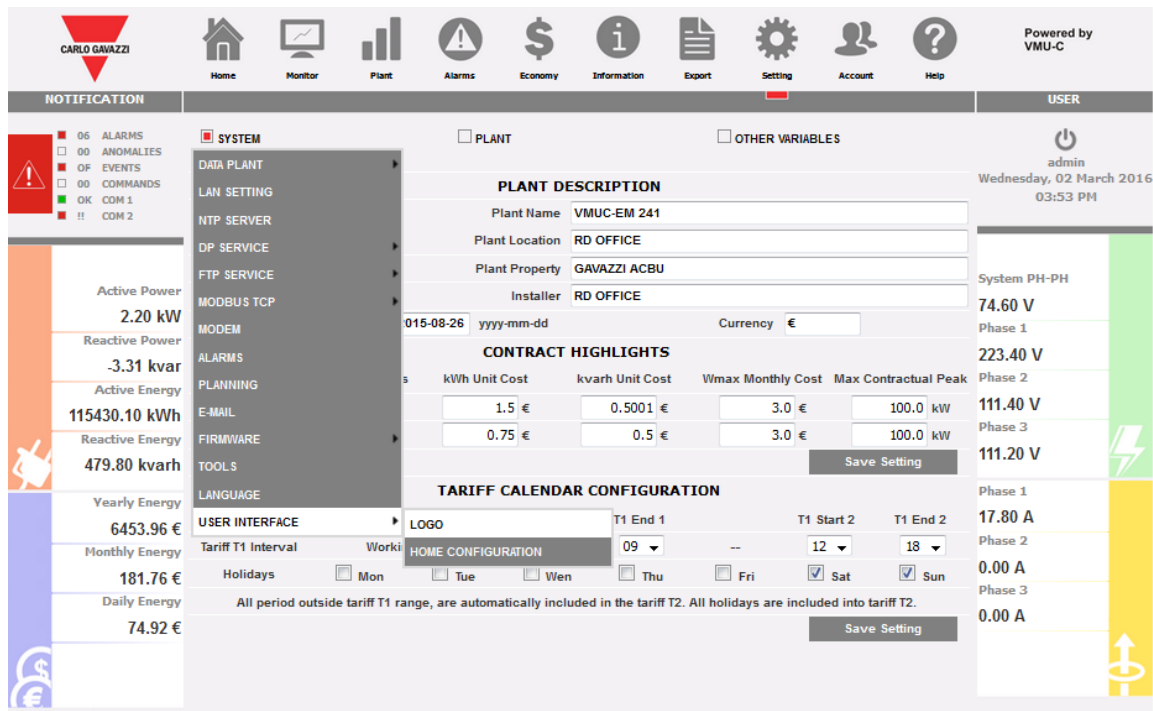 CARLO GAVAZZI
Home Monitor Plant Alarms Economy Information Export Setting Account Help
Powered by
VMU-C
NOTIFICATION
USER
06 ALARMS
00 ANOMALIES
OF EVENTS
00 COMMANDS
OK COM 1
!! COM 2
SYSTEM
PLANT
OTHER VARIABLES
admin
Wednesday, 02 March 2016
03:53 PM
DATA PLANT
LAN SETTING
NTP SERVER
DP SERVICE
FTP SERVICE
MODBUS TCP
MODEM
ALARMS
PLANNING
E-MAIL
FIRMWARE
TOOLS
LANGUAGE
USER INTERFACE
LOGO
HOME CONFIGURATION
PLANT DESCRIPTION
Plant Name VMUC-EM 241
Plant Location RD OFFICE
Plant Property GAVAZZI ACBU
Installer RD OFFICE
2015-08-26 yyyy-mm-dd Currency €
CONTRACT HIGHLIGHTS
kWh Unit Cost kvarh Unit Cost Wmax Monthly Cost Max Contractual Peak
1.5 € 0.5001 € 3.0 € 100.0 kW
0.75 € 0.5 € 3.0 € 100.0 kW
Save Setting
TARIFF CALENDAR CONFIGURATION
T1 End 1 T1 Start 2 T1 End 2
Tariff T1 Interval 09 -- 12 18
Holidays Mon Tue Wen Thu Fri Sat Sun
All period outside tariff T1 range, are automatically included in the tariff T2. All holidays are included into tariff T2.
Save Setting
Active Power
2.20 kW
Reactive Power
-3.31 kvar
Active Energy
115430.10 kWh
Reactive Energy
479.80 kvarh
Yearly Energy
6453.96 €
Monthly Energy
181.76 €
Daily Energy
74.92 €
System PH-PH
74.60 V
Phase 1
223.40 V
Phase 2
111.40 V
Phase 3
111.20 V
Phase 1
17.80 A
Phase 2
0.00 A
Phase 3
0.00 A